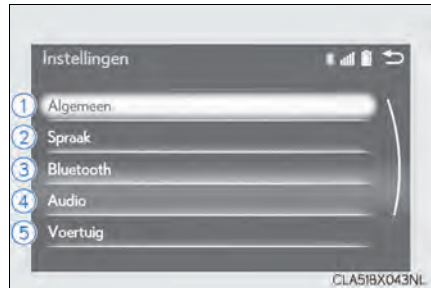 Instellingen
1 Algemeen
2 Spraak
3 Bluetooth
4 Audio
5 Voertuig
CLA51BX043NL